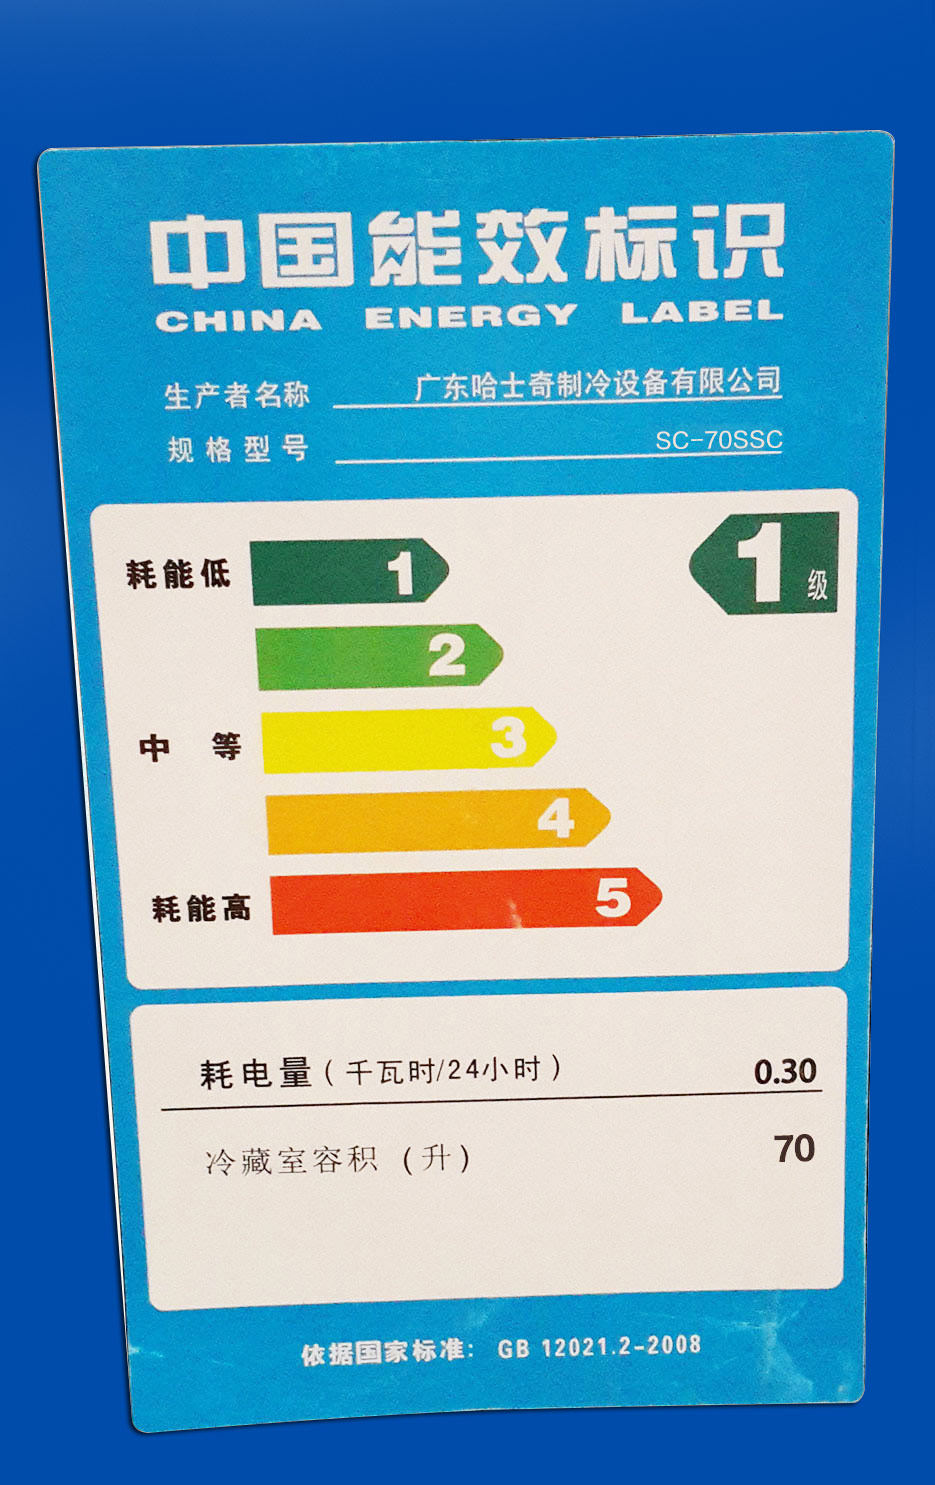 中国能效标识
CHINA ENERGY LABEL
生产者名称 广东哈士奇制冷设备有限公司
规格型号 SC-70SSC
耗能低 1 1级
2
中等 3
4
耗能高 5
耗电量(千瓦时/24小时) 0.30
冷藏室容积(升) 70
依据国家标准: GB 12021.2-2008